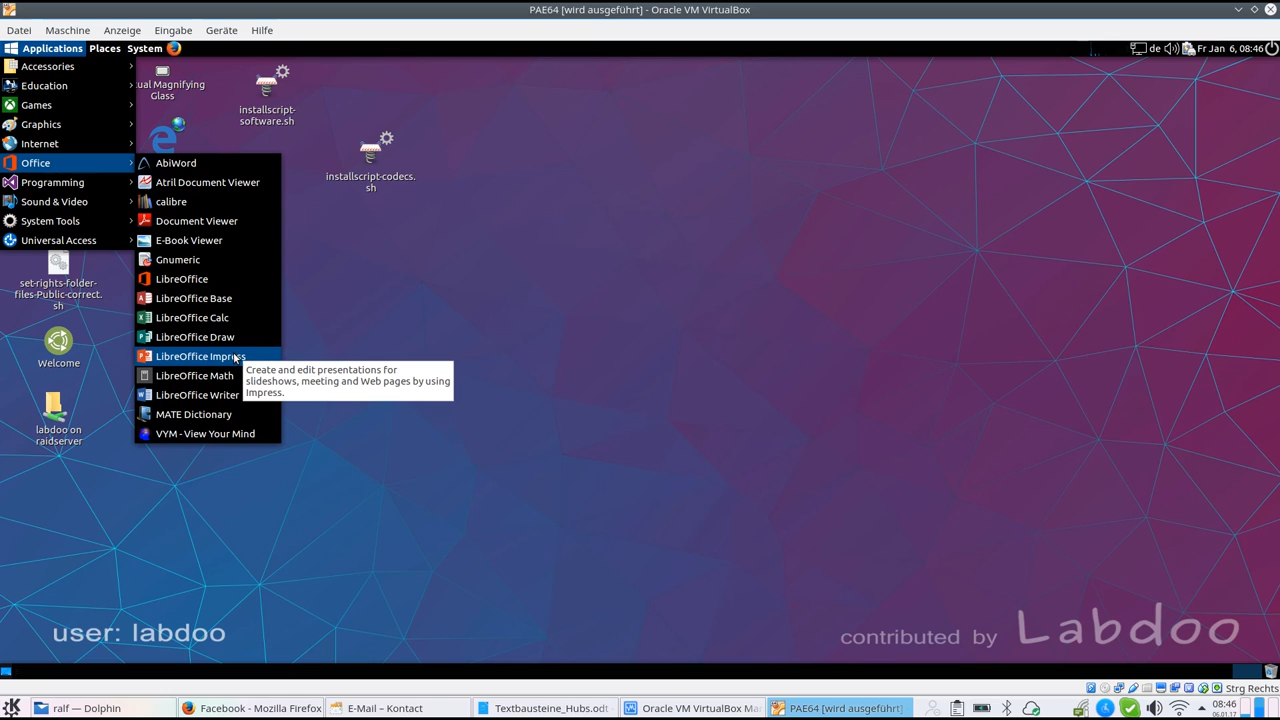 PAE64 [wird ausgeführt] - Oracle VM VirtualBox
Datei Maschine Anzeige Eingabe Geräte Hilfe
Applications Places System de Fr Jan 6, 08:46
Accessories
Education
Games
Graphics
Internet
Office
Programming
Sound & Video
System Tools
Universal Access
AbiWord
Atril Document Viewer
calibre
Document Viewer
E-Book Viewer
Gnumeric
LibreOffice
LibreOffice Base
LibreOffice Calc
LibreOffice Draw
LibreOffice Impress
LibreOffice Math
LibreOffice Writer
MATE Dictionary
VYM - View Your Mind
Create and edit presentations for
slideshows, meeting and Web pages by using
Impress.
ual Magnifying
Glass
installscript-
software.sh
installscript-codecs.
sh
set-rights-folder-
files-Public-correct.
sh
Welcome
labdoo on
raidserver
user: labdoo
contributed by Labdoo
Strg Rechts
ralf — Dolphin
Facebook - Mozilla Firefox
E-Mail – Kontact
Textbausteine_Hubs.odt
Oracle VM VirtualBox Ma
PAE64 [wird ausgeführt]
08:46
06.01.17